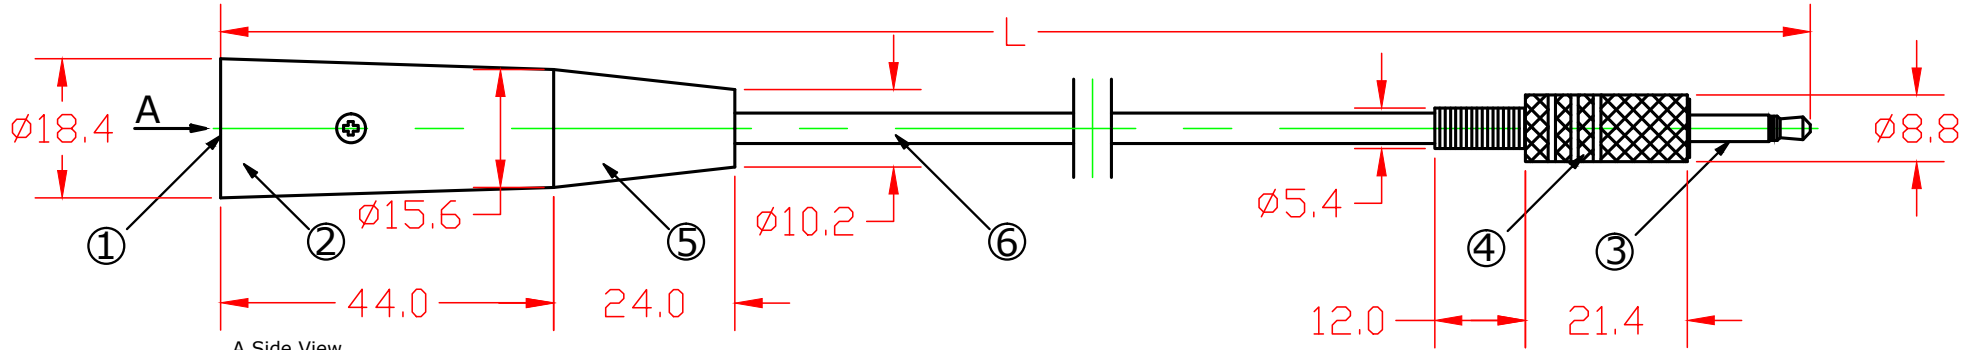 L
A
Ø18.4
Ø8.8
Ø15.6
Ø10.2
Ø5.4
①
②
⑤
⑥
④
③
44.0
24.0
12.0
21.4
A Side View